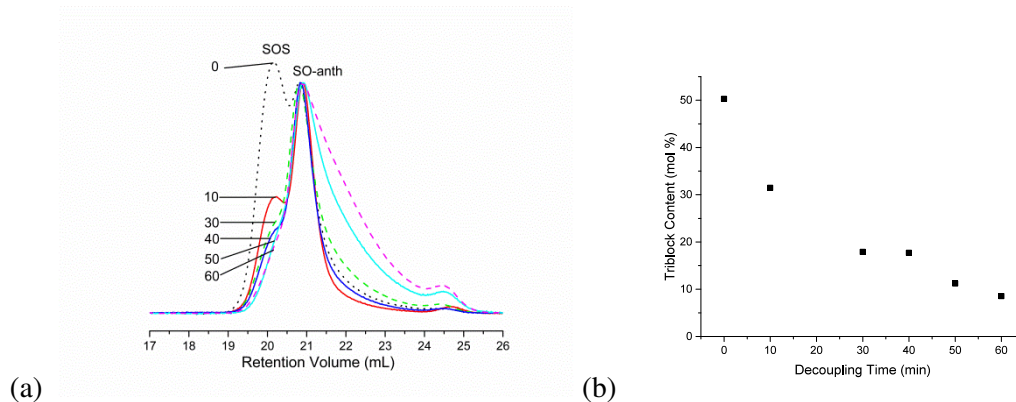 SOS
0
SO-anth
10
30
40
50
60
17 18 19 20 21 22 23 24 25 26
Retention Volume (mL)
(a)
Triblock Content (mol %)
50
40
30
20
10
0
0 10 20 30 40 50 60
Decoupling Time (min)
(b)